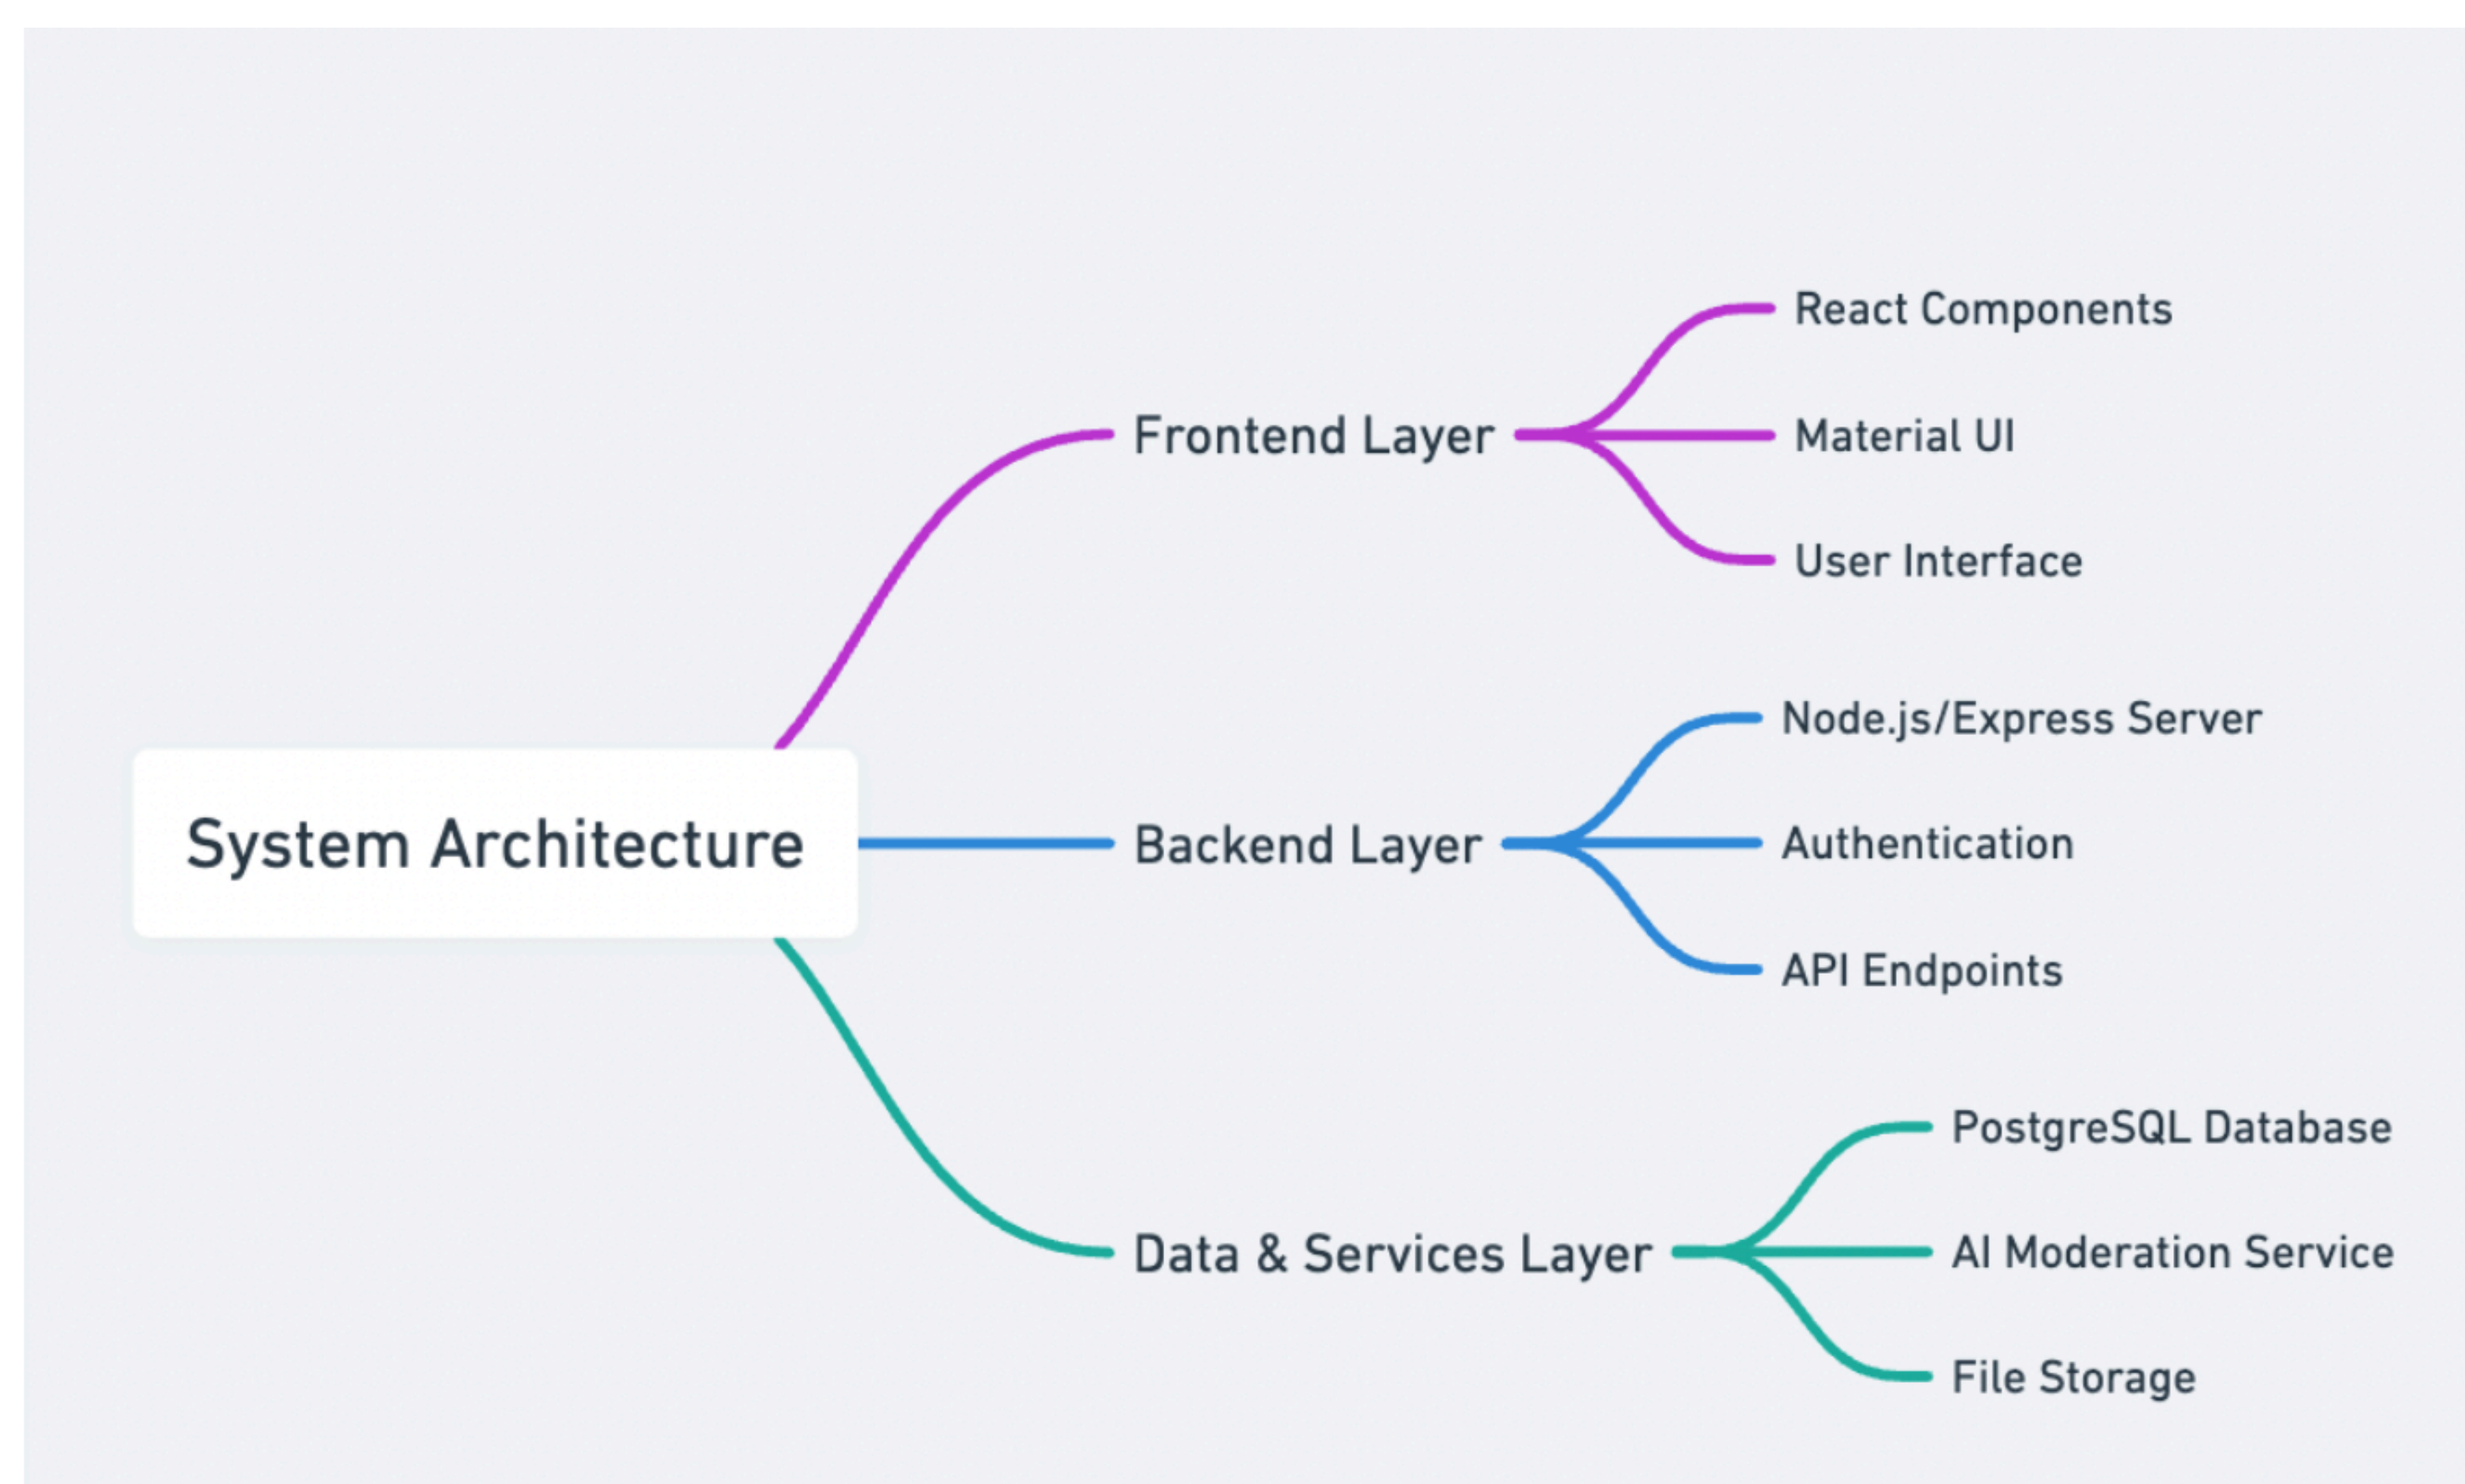 System Architecture
Frontend Layer
React Components
Material UI
User Interface
Backend Layer
Node.js/Express Server
Authentication
API Endpoints
Data & Services Layer
PostgreSQL Database
AI Moderation Service
File Storage